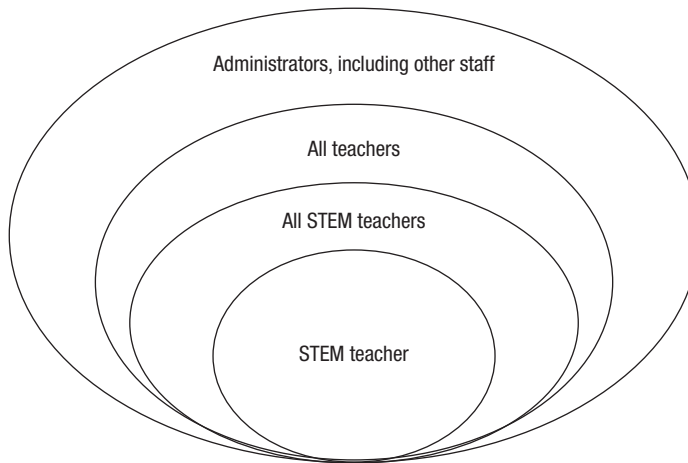 Administrators, including other staff
All teachers
All STEM teachers
STEM teacher